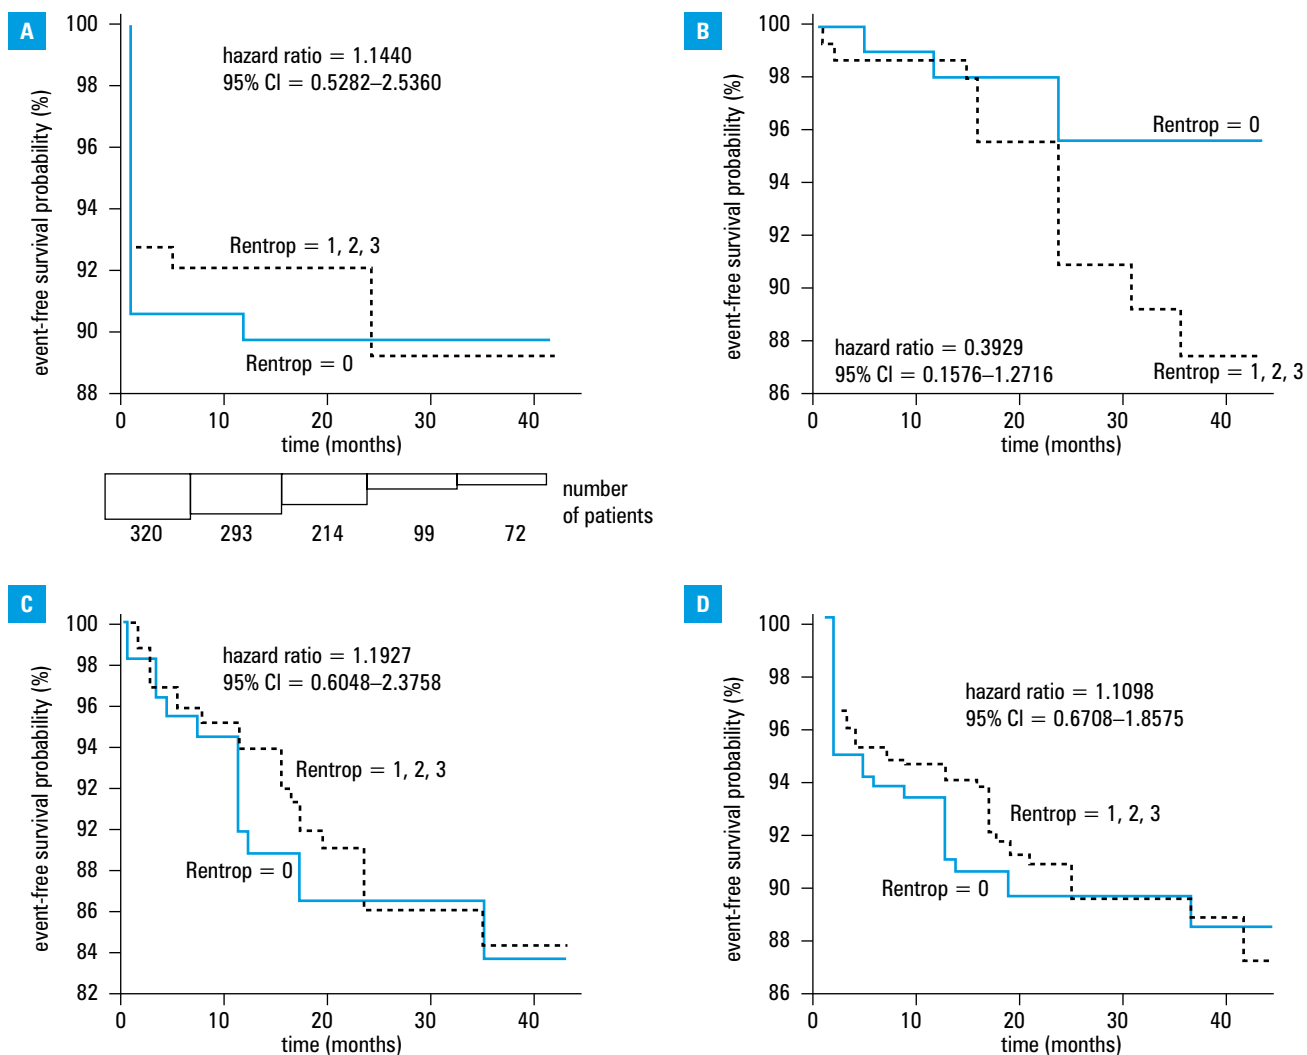 A
event-free survival probability (%)
100
98
96
94
92
90
88
hazard ratio = 1.1440
95% CI = 0.5282–2.5360
Rentrop = 1, 2, 3
Rentrop = 0
0 10 20 30 40
time (months)
number
of patients
320 293 214 99 72
B
event-free survival probability (%)
100
98
96
94
92
90
88
86
Rentrop = 0
hazard ratio = 0.3929
95% CI = 0.1576–1.2716
Rentrop = 1, 2, 3
0 10 20 30 40
time (months)
C
event-free survival probability (%)
100
98
96
94
92
92
88
86
84
82
hazard ratio = 1.1927
95% CI = 0.6048–2.3758
Rentrop = 1, 2, 3
Rentrop = 0
0 10 20 30 40
time (months)
D
event-free survival probability (%)
100
98
96
94
92
90
88
86
hazard ratio = 1.1098
95% CI = 0.6708–1.8575
Rentrop = 1, 2, 3
Rentrop = 0
0 10 20 30 40
time (months)